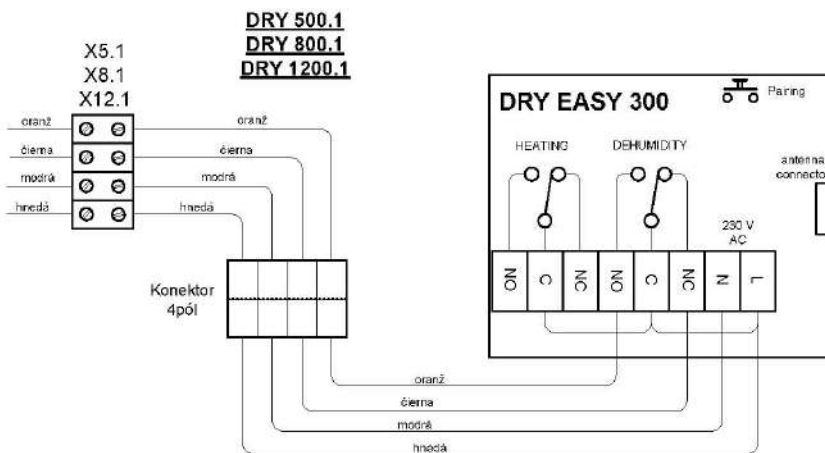 DRY 500.1
DRY 800.1
DRY 1200.1
X5.1
X8.1
X12.1
oranž
čierna
modrá
hnedá
oranž
čierna
modrá
hnedá
Konektor
4pól
DRY EASY 300
Pairing
HEATING
DEHUMIDITY
antenna
connecto
230 V
AC
NO
C
NC
NO
C
NC
N
L
oranž
čierna
modrá
hnedá